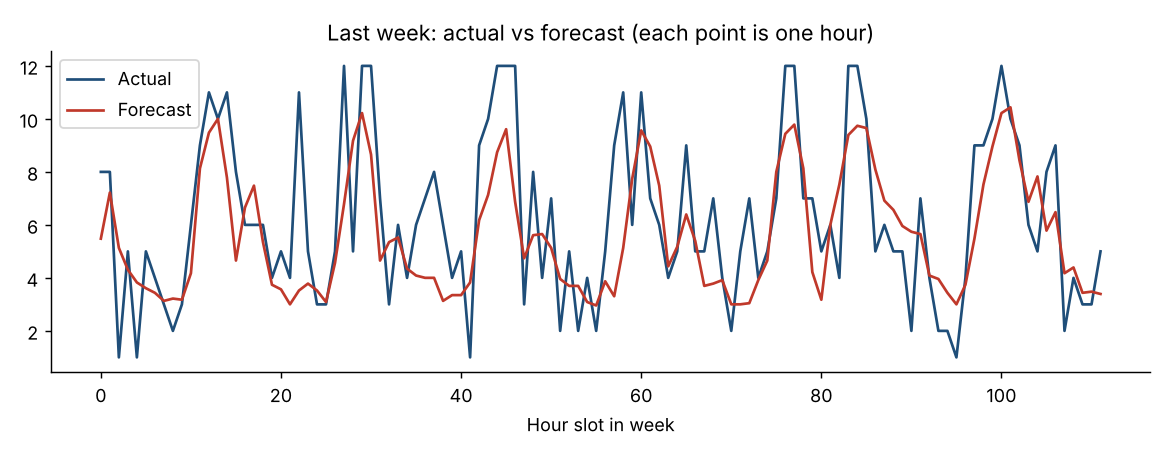 Last week: actual vs forecast (each point is one hour)
Actual
Forecast
12
10
8
6
4
2
0 20 40 60 80 100
Hour slot in week